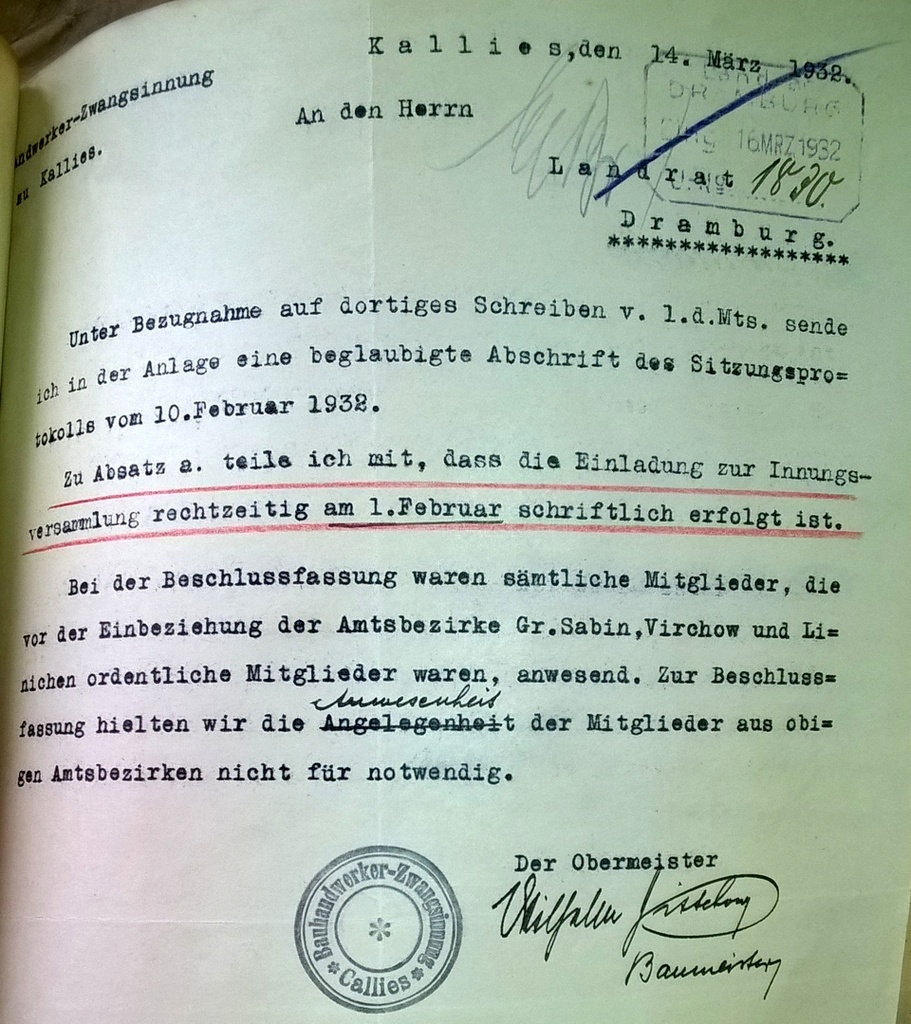 K a l l i e s,den 14. März 1932.
andwerker-Zwangsinnung
zu Kallies.
An den Herrn
L a n d r a t
D r a m b u r g.
*****************
DRAMBURG
16 MRZ 1932
1830.
Unter Bezugnahme auf dortiges Schreiben v. 1.d.Mts. sende
ich in der Anlage eine beglaubigte Abschrift des Sitzungspro=
tokolls vom 10.Februar 1932.
Zu Absatz a. teile ich mit, dass die Einladung zur Innungs-
versammlung rechtzeitig am 1.Februar schriftlich erfolgt ist.
Bei der Beschlussfassung waren sämtliche Mitglieder, die
vor der Einbeziehung der Amtsbezirke Gr.Sabin,Virchow und Li=
nichen ordentliche Mitglieder waren, anwesend. Zur Beschluss=
Anwesenheit
fassung hielten wir die Angelegenheit der Mitglieder aus obi=
gen Amtsbezirken nicht für notwendig.
Der Obermeister
Wilhelm
Baumeister
Bauhandwerker-Zwangsinnung
* Callies *